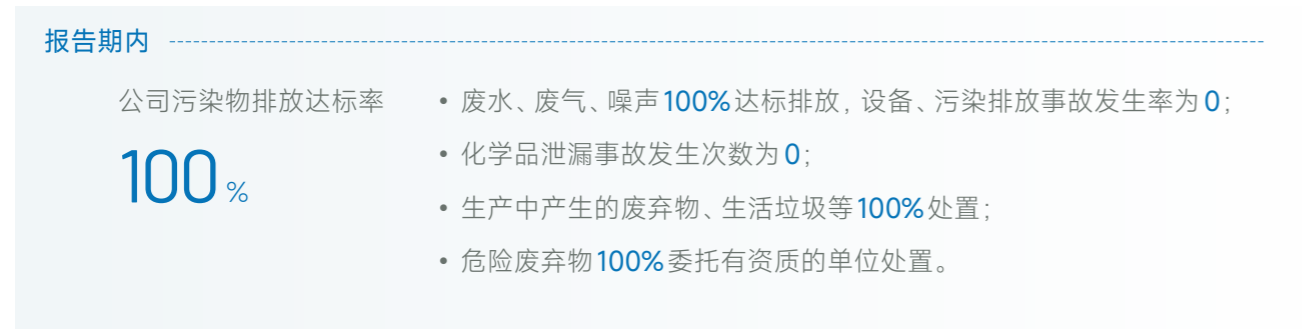 报告期内
公司污染物排放达标率
100%
• 废水、废气、噪声100%达标排放，设备、污染排放事故发生率为0；
• 化学品泄漏事故发生次数为0；
• 生产中产生的废弃物、生活垃圾等100%处置；
• 危险废弃物100%委托有资质的单位处置。